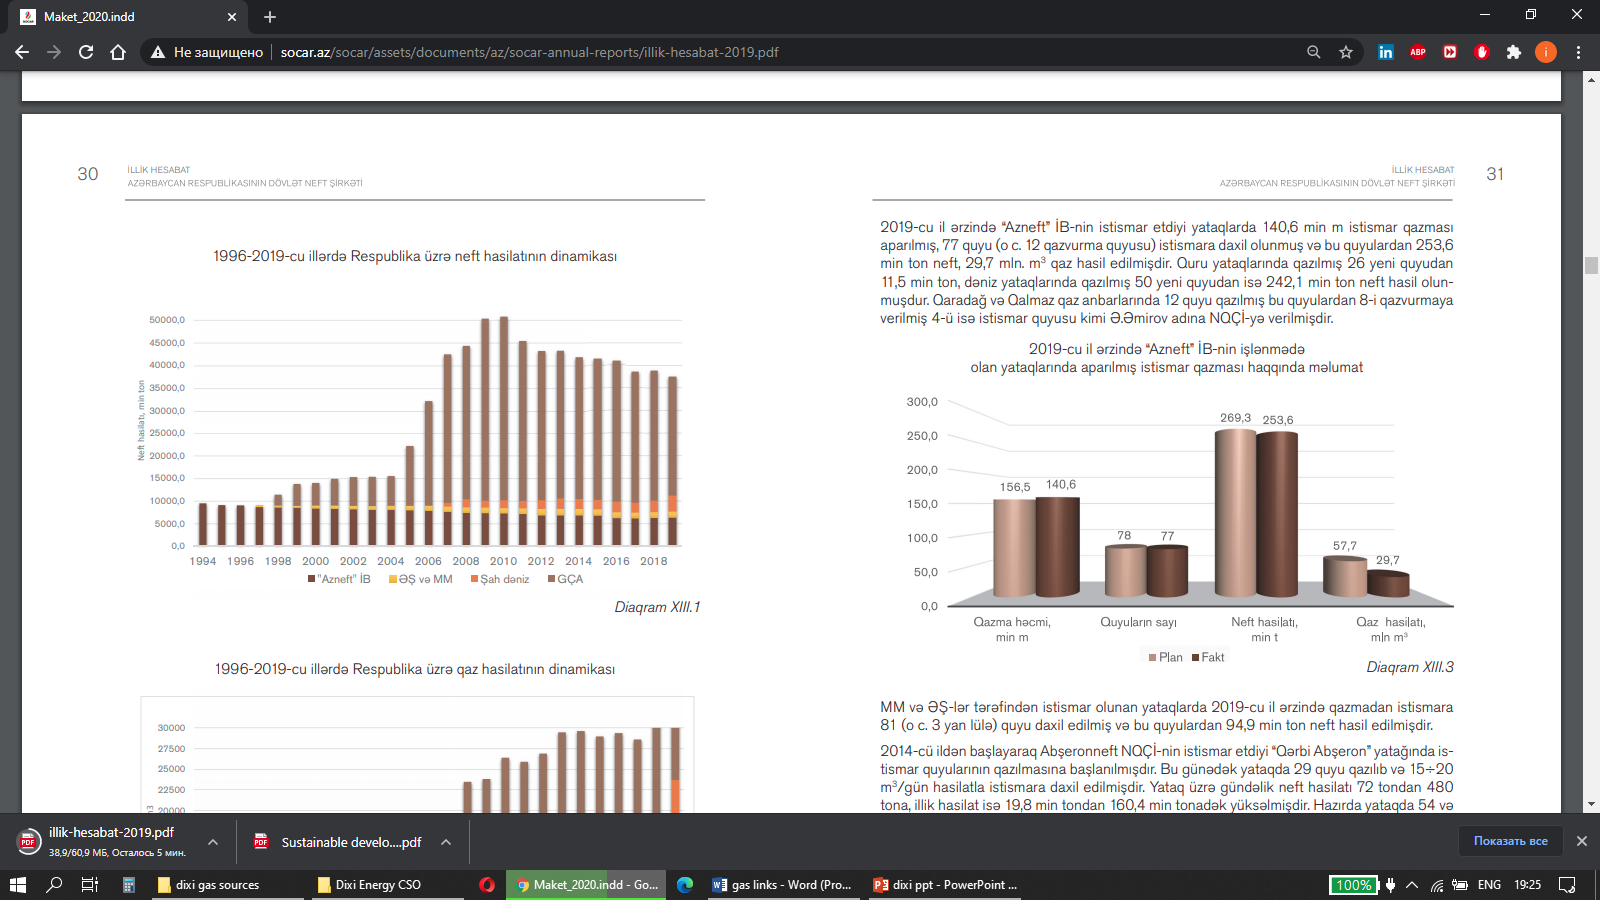 Maket_2020.indd
Не защищено
socar.az/socar/assets/documents/az/socar-annual-reports/illik-hesabat-2019.pdf
in
ABP
i
30
İLLİK HESABAT
AZƏRBAYCAN RESPUBLİKASININ DÖVLƏT NEFT ŞİRKƏTİ
1996-2019-cu illərdə Respublika üzrə neft hasilatının dinamikası
Neft hasilatı, min ton
50000,0
45000,0
40000,0
35000,0
30000,0
25000,0
20000,0
15000,0
10000,0
5000,0
0,0
1994 1996 1998 2000 2002 2004 2006 2008 2010 2012 2014 2016 2018
"Azneft" İB ƏŞ və MM Şah dəniz GÇA
Diaqram XIII.1
1996-2019-cu illərdə Respublika üzrə qaz hasilatının dinamikası
30000
27500
25000
22500
20000
İLLİK HESABAT
31
AZƏRBAYCAN RESPUBLİKASININ DÖVLƏT NEFT ŞİRKƏTİ
2019-cu il ərzində “Azneft” İB-nin istismar etdiyi yataqlarda 140,6 min m istismar qazması
aparılmış, 77 quyu (o c. 12 qazvurma quyusu) istismara daxil olunmuş və bu quyulardan 253,6
min ton neft, 29,7 mln. m³ qaz hasil edilmişdir. Quru yataqlarında qazılmış 26 yeni quyudan
11,5 min ton, dəniz yataqlarında qazılmış 50 yeni quyudan isə 242,1 min ton neft hasil olun-
muşdur. Qaradağ və Qalmaz qaz anbarlarında 12 quyu qazılmış bu quyulardan 8-i qazvurmaya
verilmiş 4-ü isə istismar quyusu kimi Ə.Əmirov adına NQÇİ-yə verilmişdir.
2019-cu il ərzində “Azneft” İB-nin işlənmədə
olan yataqlarında aparılmış istismar qazması haqqında məlumat
300,0
250,0
200,0
150,0
100,0
50,0
0,0
156,5 140,6
78 77
269,3 253,6
57,7 29,7
Qazma həcmi,
min m
Quyuların sayı
Neft hasilatı,
min t
Qaz hasilatı,
mln m³
Plan Fakt
Diaqram XIII.3
MM və ƏŞ-lər tərəfindən istismar olunan yataqlarda 2019-cu il ərzində qazmadan istismara
81 (o c. 3 yan lülə) quyu daxil edilmiş və bu quyulardan 94,9 min ton neft hasil edilmişdir.
2014-cü ildən başlayaraq Abşeronneft NQÇİ-nin istismar etdiyi “Qərbi Abşeron” yatağında is-
tismar quyularının qazılmasına başlanılmışdır. Bu günədək yataqda 29 quyu qazılıb və 15÷20
m³/gün hasilatla istismara daxil edilmişdir. Yataq üzrə gündəlik neft hasilatı 72 tondan 480
tona, illik hasilat isə 19,8 min tondan 160,4 min tonadək yüksəlmişdir. Hazırda yataqda 54 və
illik-hesabat-2019.pdf
38,9/60,9 МБ, Осталось 5 мин.
Sustainable develo....pdf
Показать все
dixi gas sources
Dixi Energy CSO
Maket_2020.indd - Go...
gas links - Word (Pro...
dixi ppt - PowerPoint ...
100%
ENG
19:25